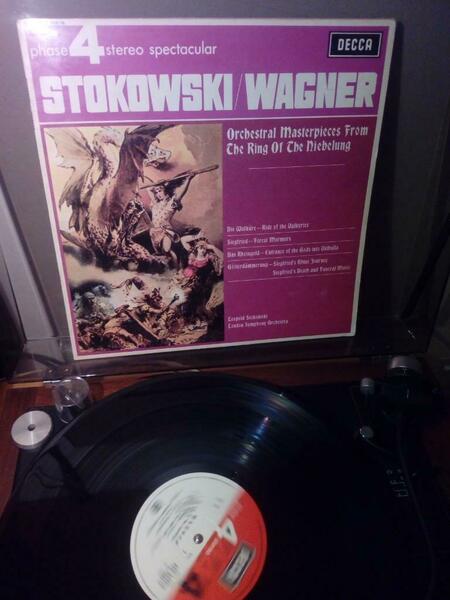 phase 4 stereo spectacular
DECCA
STOKOWSKI/WAGNER
Orchestral Masterpieces From
The Ring Of The Niebelung
Die Walküre—Ride of the Valkyries
Siegfried—Forest Murmurs
Das Rheingold—Entrance of the Gods into Valhalla
Götterdämmerung—Siegfried's Rhine Journey
Siegfried's Death and Funeral Music
Leopold Stokowski
London Symphony Orchestra
4